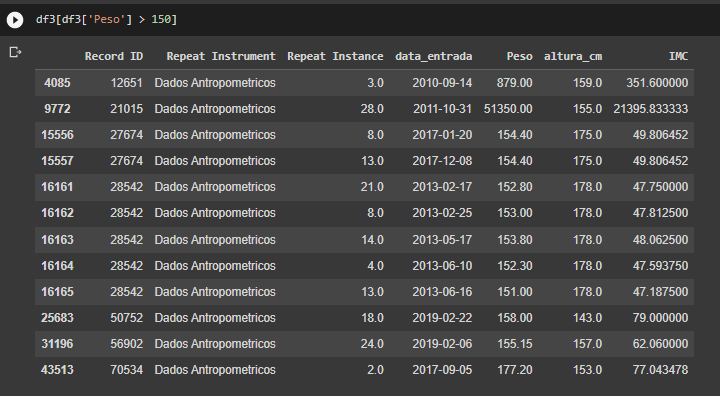 df3[df3['Peso'] > 150]
Record ID Repeat Instrument Repeat Instance data_entrada Peso altura_cm IMC
4085 12651 Dados Antropometricos 3.0 2010-09-14 879.00 159.0 351.600000
9772 21015 Dados Antropometricos 28.0 2011-10-31 51350.00 155.0 21395.833333
15556 27674 Dados Antropometricos 8.0 2017-01-20 154.40 175.0 49.806452
15557 27674 Dados Antropometricos 13.0 2017-12-08 154.40 175.0 49.806452
16161 28542 Dados Antropometricos 21.0 2013-02-17 152.80 178.0 47.750000
16162 28542 Dados Antropometricos 8.0 2013-02-25 153.00 178.0 47.812500
16163 28542 Dados Antropometricos 14.0 2013-05-17 153.80 178.0 48.062500
16164 28542 Dados Antropometricos 4.0 2013-06-10 152.30 178.0 47.593750
16165 28542 Dados Antropometricos 13.0 2013-06-16 151.00 178.0 47.187500
25683 50752 Dados Antropometricos 18.0 2019-02-22 158.00 143.0 79.000000
31196 56902 Dados Antropometricos 24.0 2019-02-06 155.15 157.0 62.060000
43513 70534 Dados Antropometricos 2.0 2017-09-05 177.20 153.0 77.043478